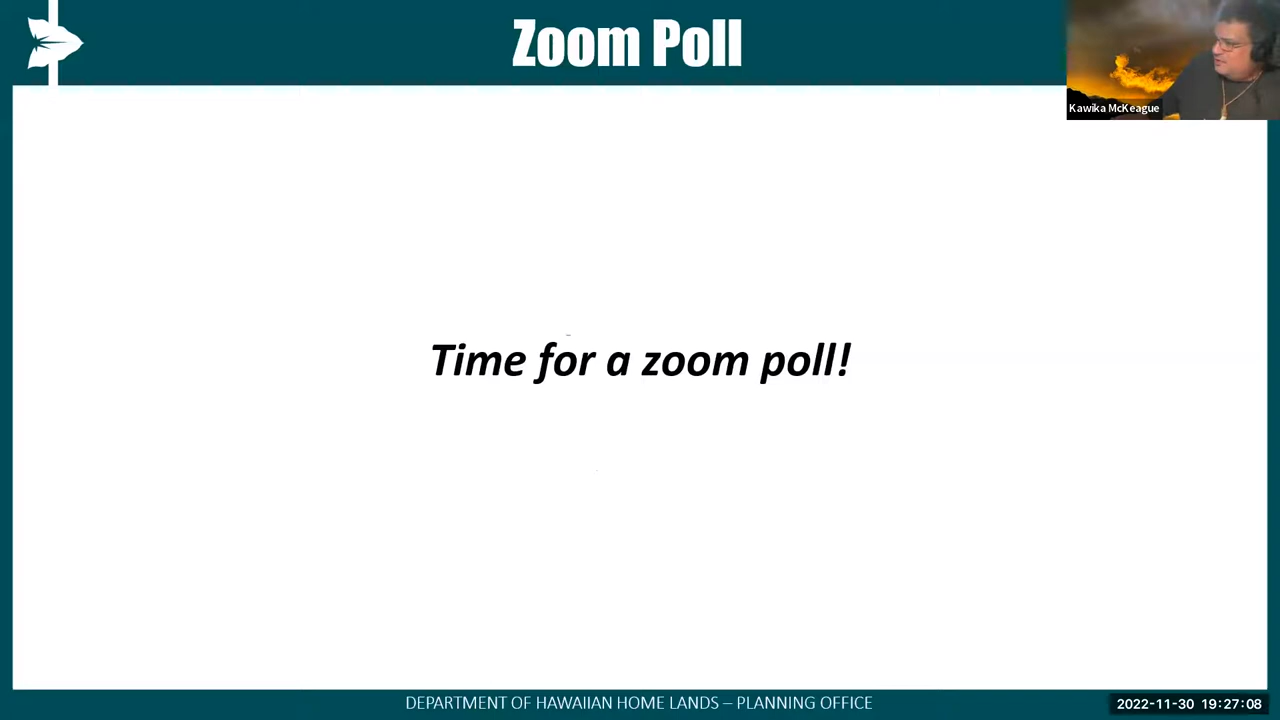 Zoom Poll
Kawika McKeague
Time for a zoom poll!
DEPARTMENT OF HAWAIIAN HOME LANDS – PLANNING OFFICE
2022-11-30 19:27:08